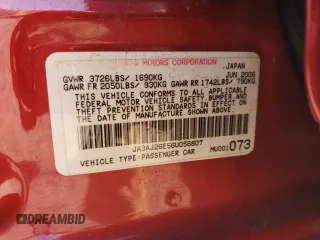 MOTORS CORPORATION
JAPAN
GVWR 3726LBS/ 1690KG JUN 2006
GAWR FR 2050LBS/ 930KG GAWR RR 1742LBS/ 790KG
THIS VEHICLE CONFORMS TO ALL APPLICABLE
FEDERAL MOTOR VEHICLE SAFETY, BUMPER, AND
THEFT PREVENTION STANDARDS IN EFFECT ON
THE DATE OF MANUFACTURE SHOWN ABOVE.
JA3AJ26E56U056807
VEHICLE TYPE:PASSENGER CAR MU001 073
DREAMBID